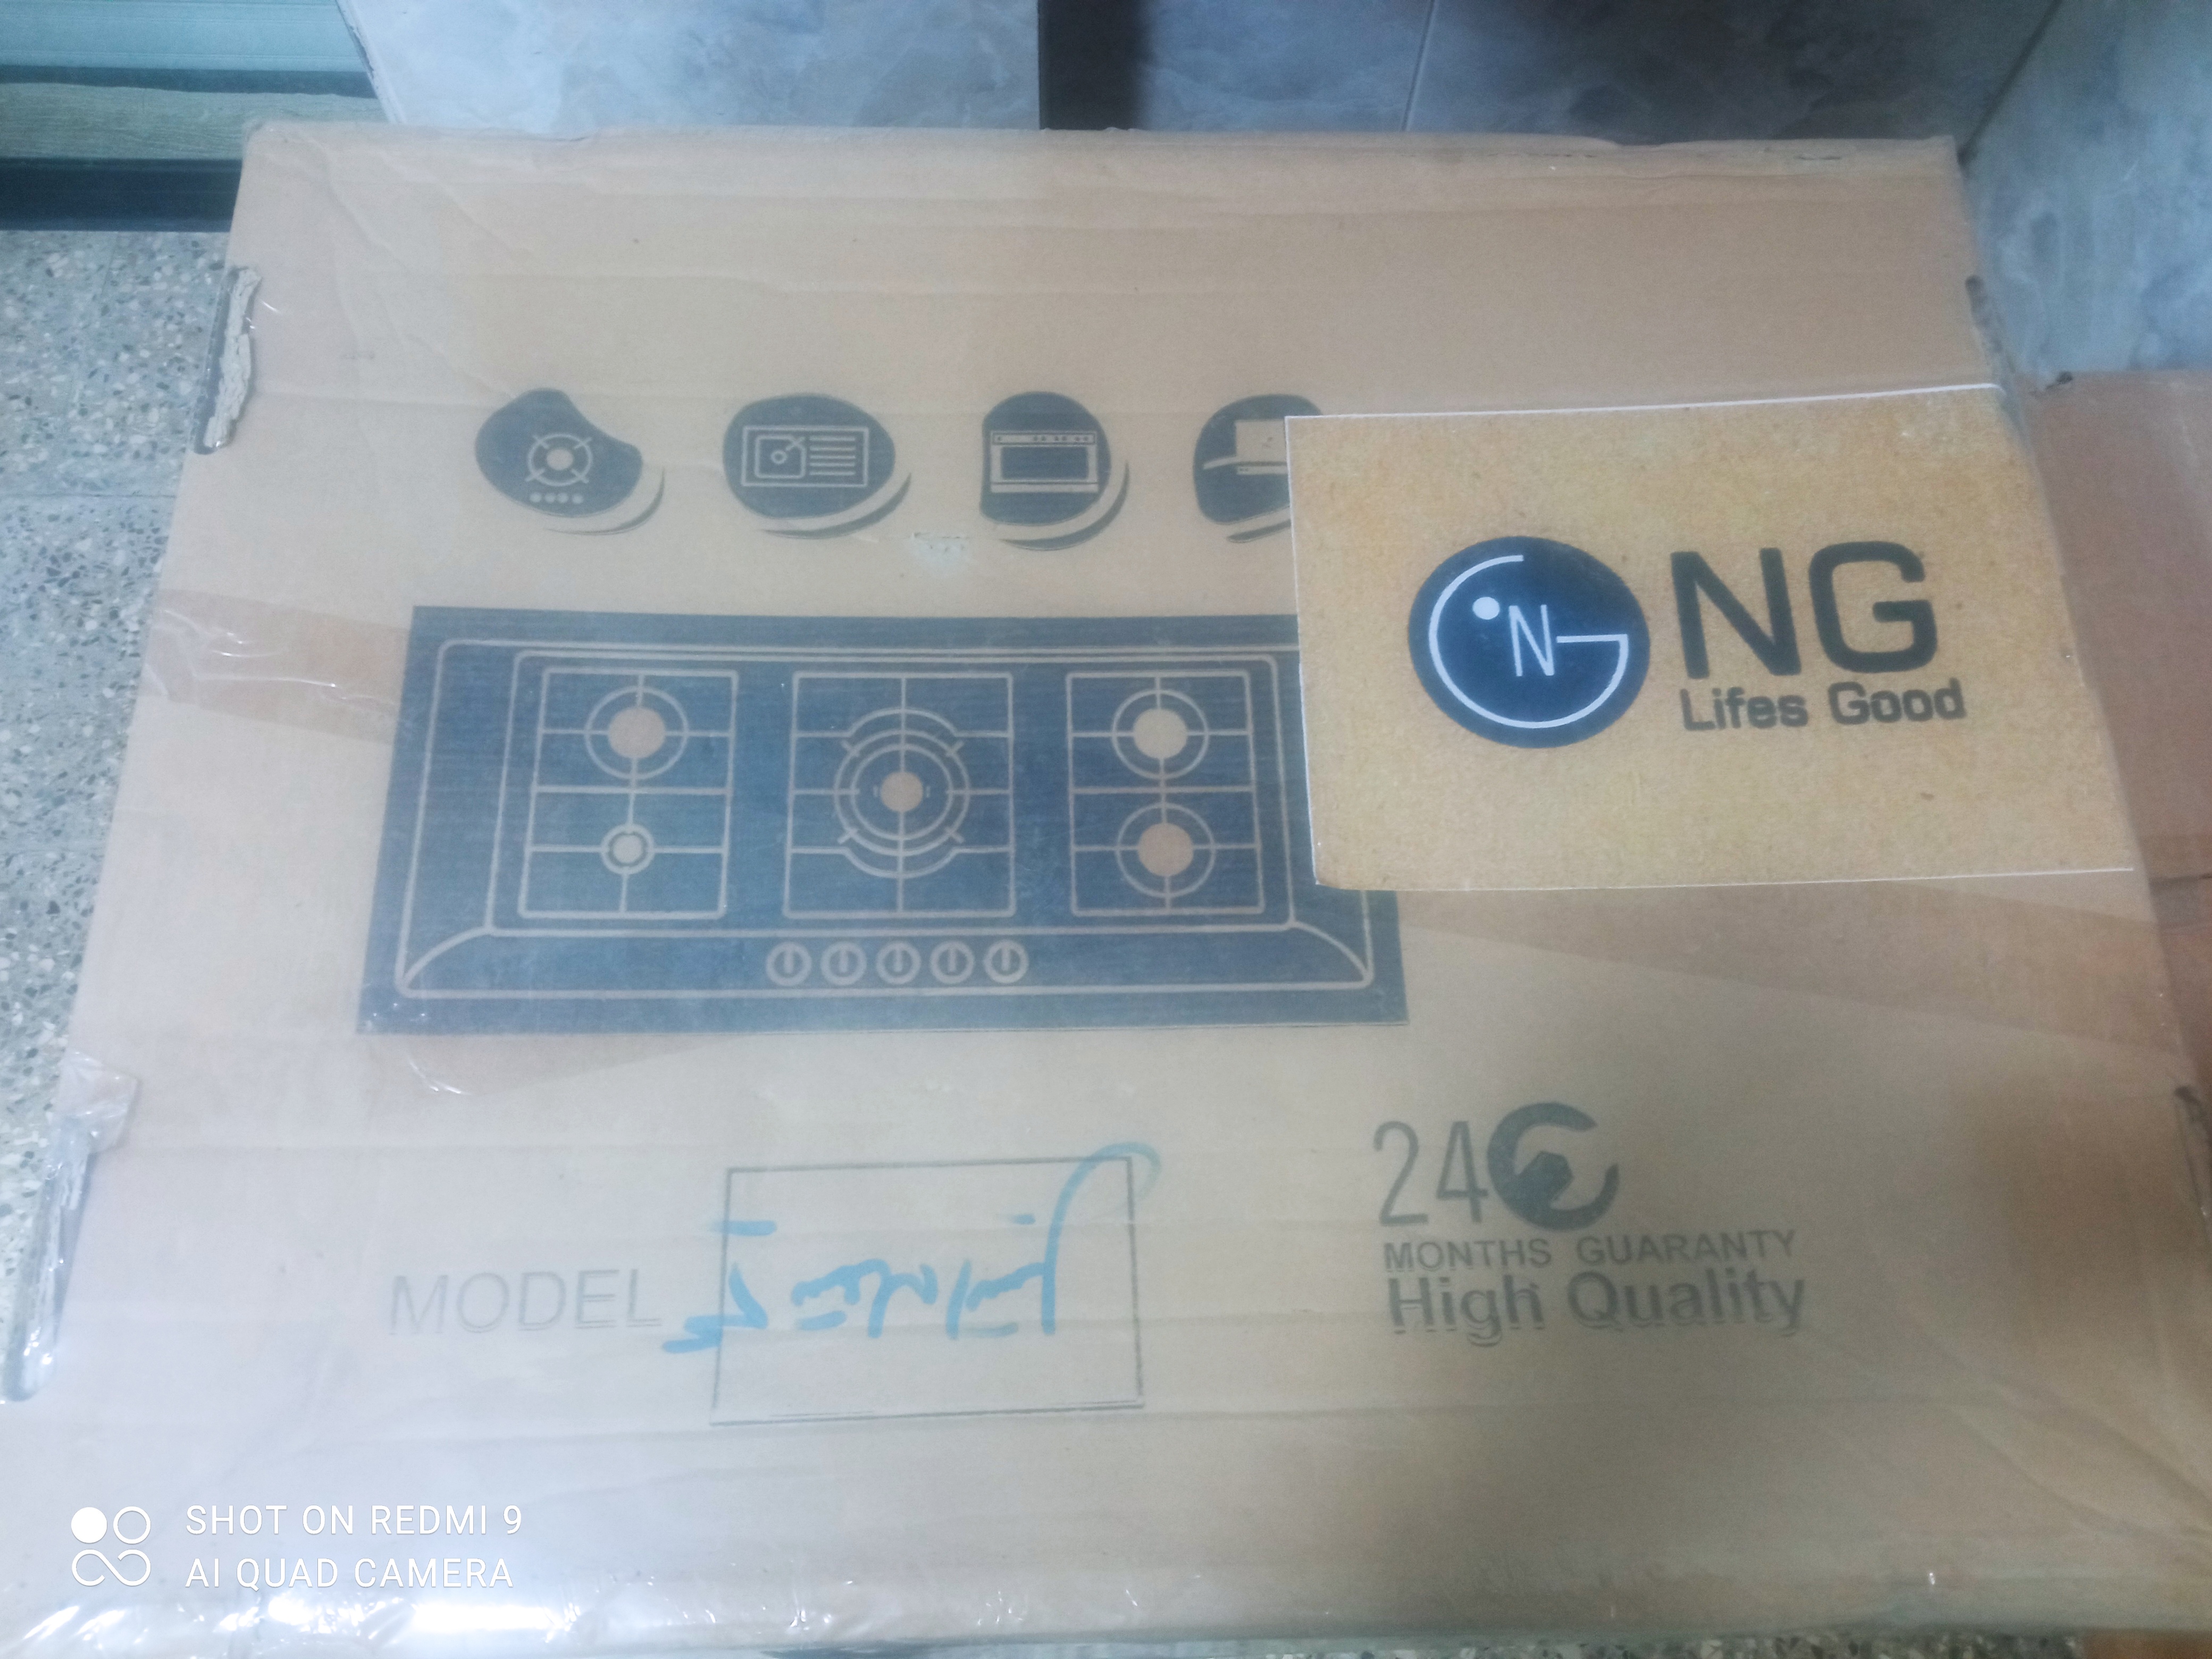 N
NG
Lifes Good
24
MONTHS GUARANTY
High Quality
MODEL
SHOT ON REDMI 9
AI QUAD CAMERA